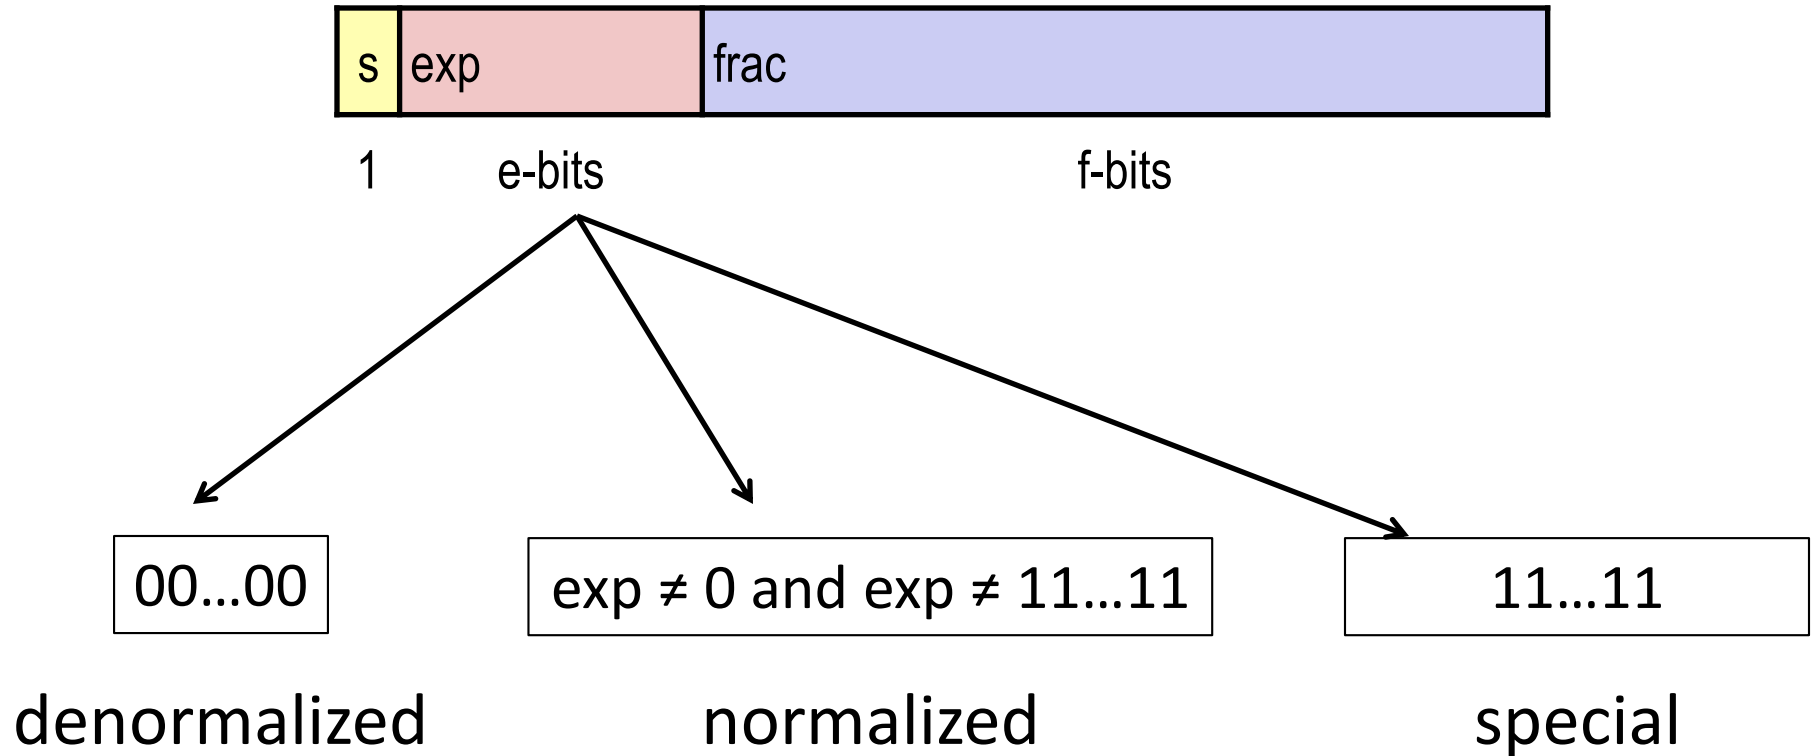 s exp frac
1 e-bits f-bits
00...00 exp ≠ 0 and exp ≠ 11...11 11...11
denormalized normalized special